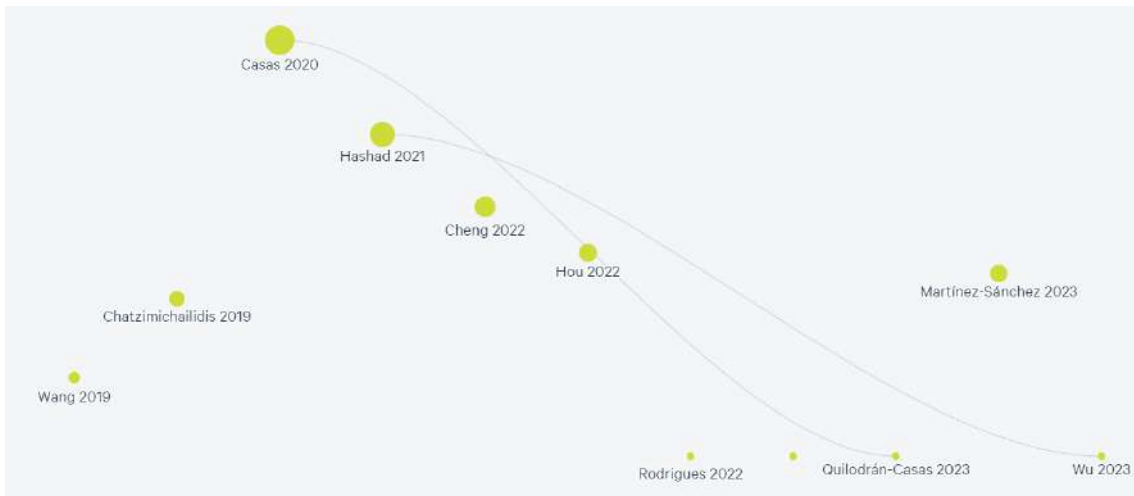 Casas 2020
Hashad 2021
Cheng 2022
Hou 2022
Martínez-Sánchez 2023
Chatzimichailidis 2019
Wang 2019
Rodrigues 2022
Quilodrán-Casas 2023
Wu 2023